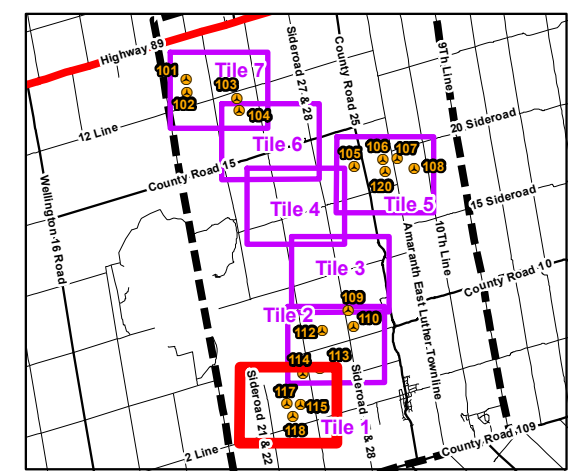 Highway 89
Sideroad 27 & 28
County Road 25
9Th Line
101
102
103
104
Tile 7
12 Line
Tile 6
20 Sideroad
105
106
107
108
120
County Road 15
Wellington 16 Road
Tile 4
Tile 5
15 Sideroad
10Th Line
Amaranth East Luther Townline
Tile 3
County Road 10
109
Tile 2
110
112
113
114
Sideroad 21 & 22
117
115
118
Tile 1
2 Line
County Road 109